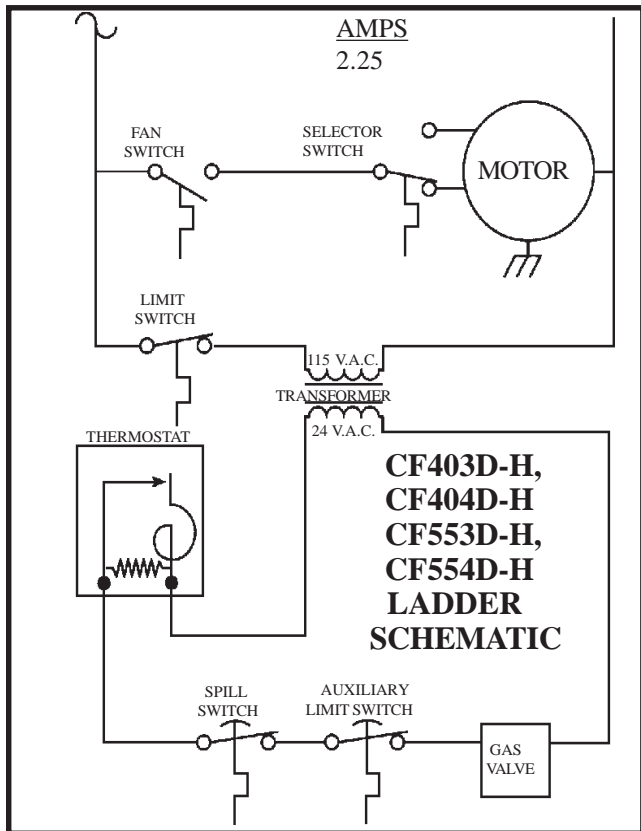 AMPS
2.25
FAN
SWITCH
SELECTOR
SWITCH
MOTOR
LIMIT
SWITCH
115 V.A.C.
TRANSFORMER
24 V.A.C.
THERMOSTAT
CF403D-H,
CF404D-H
CF553D-H,
CF554D-H
LADDER
SCHEMATIC
SPILL
SWITCH
AUXILIARY
LIMIT SWITCH
GAS
VALVE